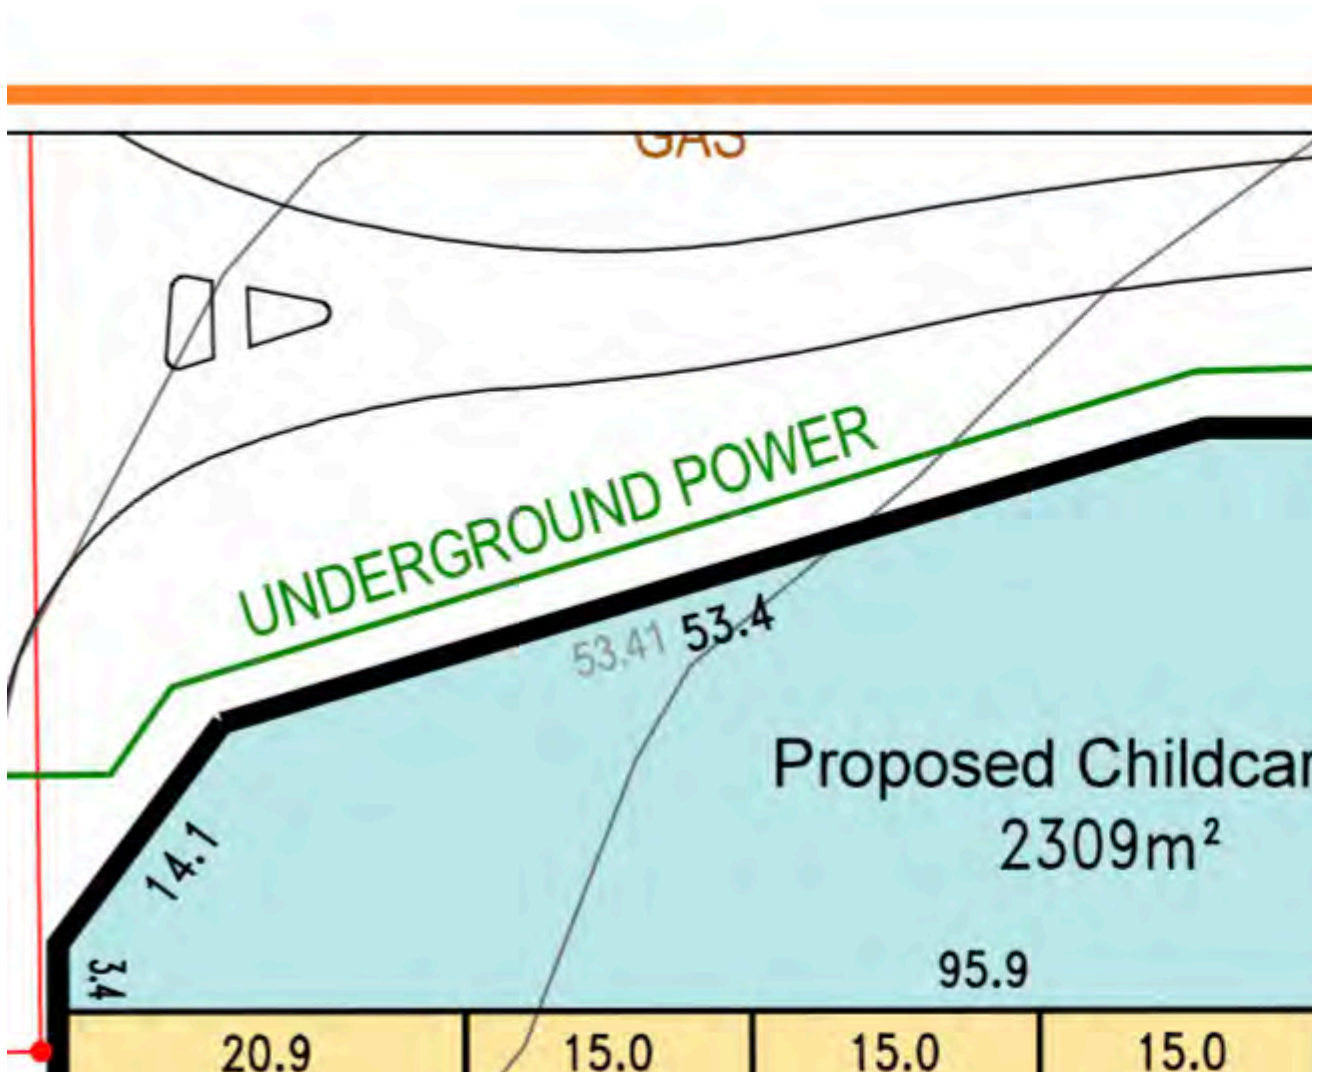 GAS
UNDERGROUND POWER
53.41 53.4
Proposed Childcar
2309m²
14.1
3.4
95.9
20.9 15.0 15.0 15.0